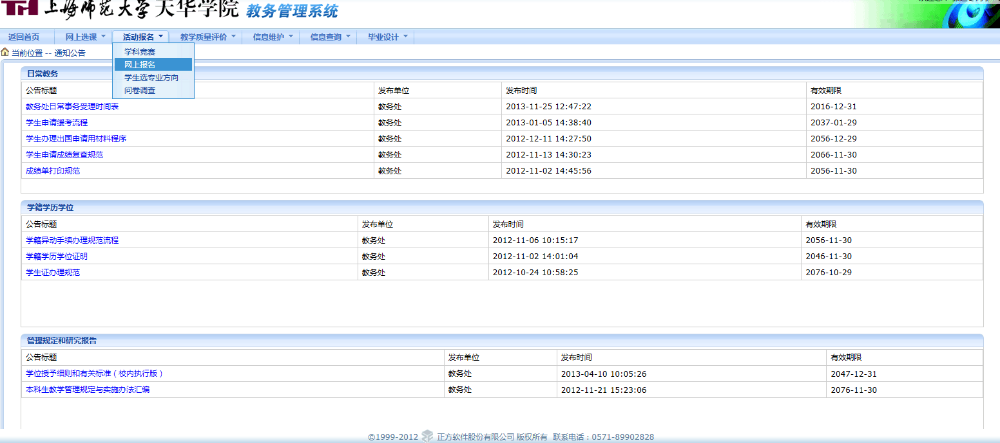 上海师范大学天华学院 教务管理系统
返回首页 网上选课 活动报名 教学质量评价 信息维护 信息查询 毕业设计
学科竞赛
当前位置 -- 通知公告
网上报名
学生选专业方向
问卷调查
日常教务
公告标题 发布单位 发布时间 有效期限
教务处日常事务受理时间表 教务处 2013-11-25 12:47:22 2016-12-31
学生申请缓考流程 教务处 2013-01-05 14:38:40 2037-01-29
学生办理出国申请用材料程序 教务处 2012-12-11 14:27:50 2056-12-29
学生申请成绩复查规范 教务处 2012-11-13 14:30:23 2066-11-30
成绩单打印规范 教务处 2012-11-02 14:45:56 2056-11-30
学籍学历学位
公告标题 发布单位 发布时间 有效期限
学籍异动手续办理规范流程 教务处 2012-11-06 10:15:17 2056-11-30
学籍学历学位证明 教务处 2012-11-02 14:01:04 2046-11-30
学生证办理规范 教务处 2012-10-24 10:58:25 2076-10-29
管理规定和研究报告
公告标题 发布单位 发布时间 有效期限
学位授予细则和有关标准（校内执行版） 教务处 2013-04-10 10:05:26 2047-12-31
本科生教学管理规定与实施办法汇编 教务处 2012-11-21 15:23:06 2076-11-30
©1999-2012 正方软件股份有限公司 版权所有 联系电话：0571-89902828